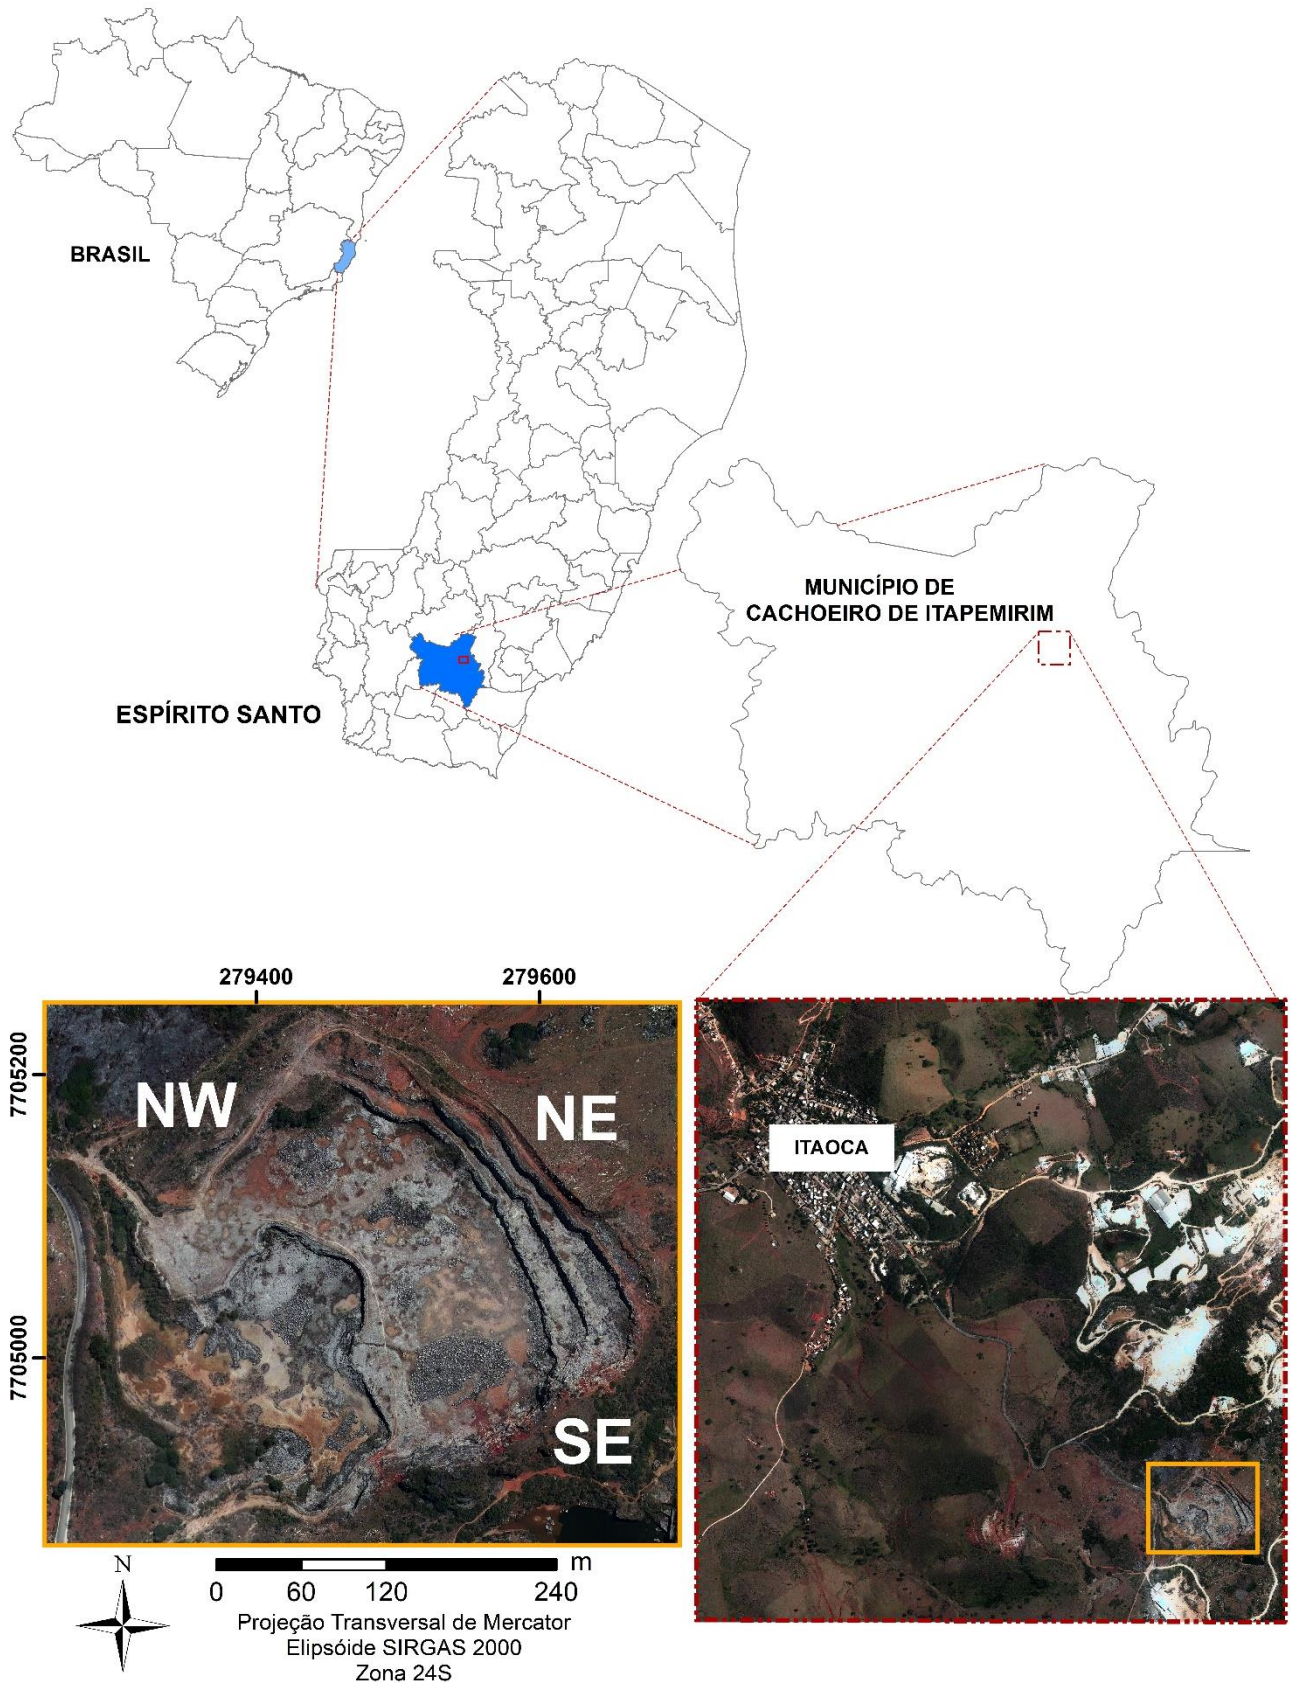 BRASIL
ESPÍRITO SANTO
MUNICÍPIO DE
CACHOEIRO DE ITAPEMIRIM
279400
279600
7705200
7705000
NW
NE
SE
ITAOCA
N
0
60
120
240
m
Projeção Transversal de Mercator
Elipsóide SIRGAS 2000
Zona 24S